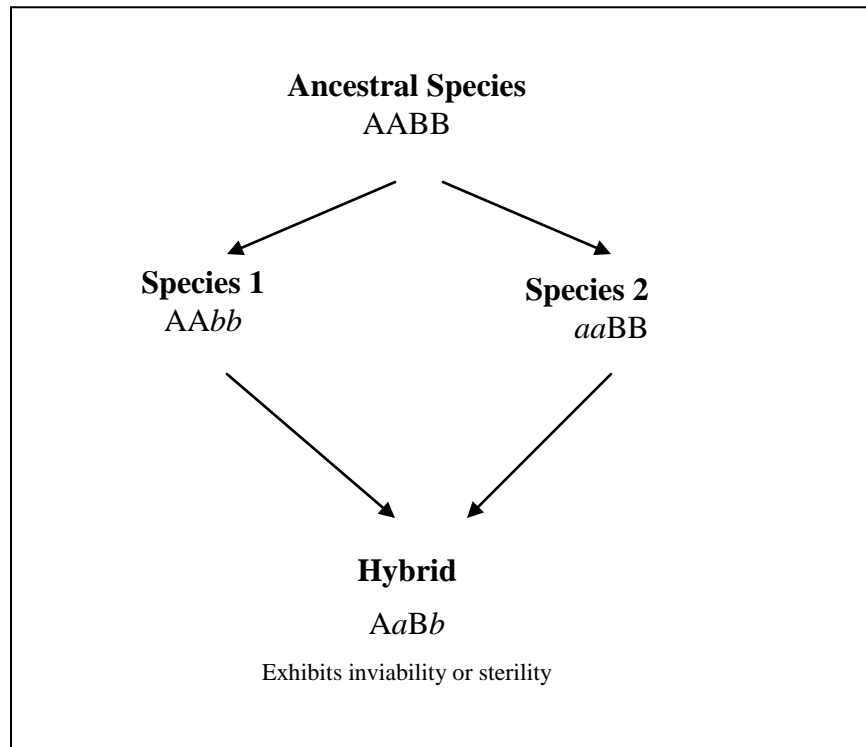 Ancestral Species
AABB
Species 1
AAbb
Species 2
aaBB
Hybrid
AaBb
Exhibits inviability or sterility